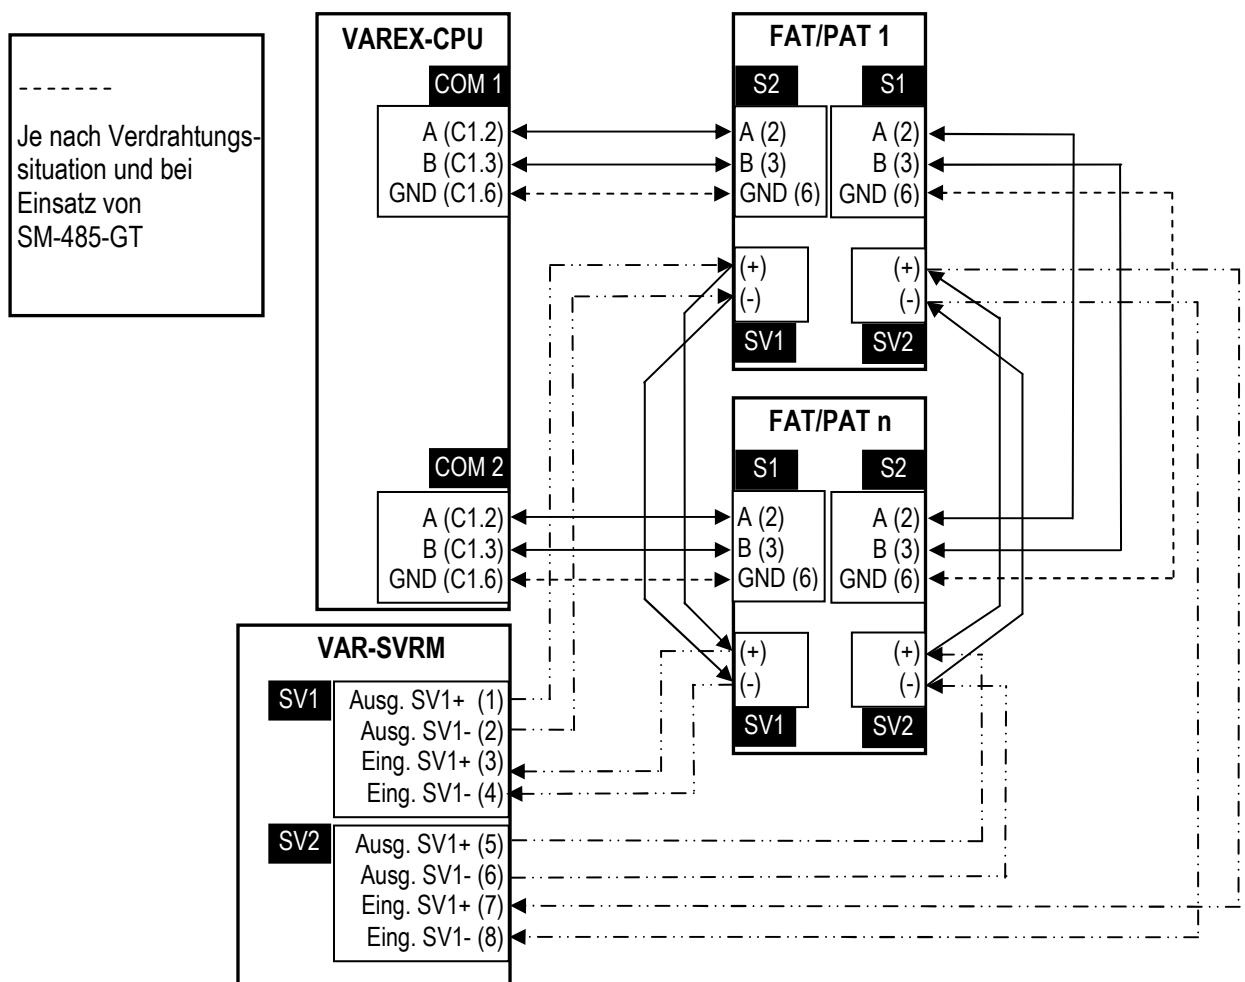 - - - - - - -
Je nach Verdrahtungs-
situation und bei
Einsatz von
SM-485-GT
VAREX-CPU
COM 1
A (C1.2)
B (C1.3)
GND (C1.6)
COM 2
A (C1.2)
B (C1.3)
GND (C1.6)
FAT/PAT 1
S2
S1
A (2)
B (3)
GND (6)
A (2)
B (3)
GND (6)
(+)
(-)
(+)
(-)
SV1
SV2
FAT/PAT n
S1
S2
A (2)
B (3)
GND (6)
A (2)
B (3)
GND (6)
(+)
(-)
(+)
(-)
SV1
SV2
VAR-SVRM
SV1
Ausg. SV1+ (1)
Ausg. SV1- (2)
Eing. SV1+ (3)
Eing. SV1- (4)
SV2
Ausg. SV1+ (5)
Ausg. SV1- (6)
Eing. SV1+ (7)
Eing. SV1- (8)